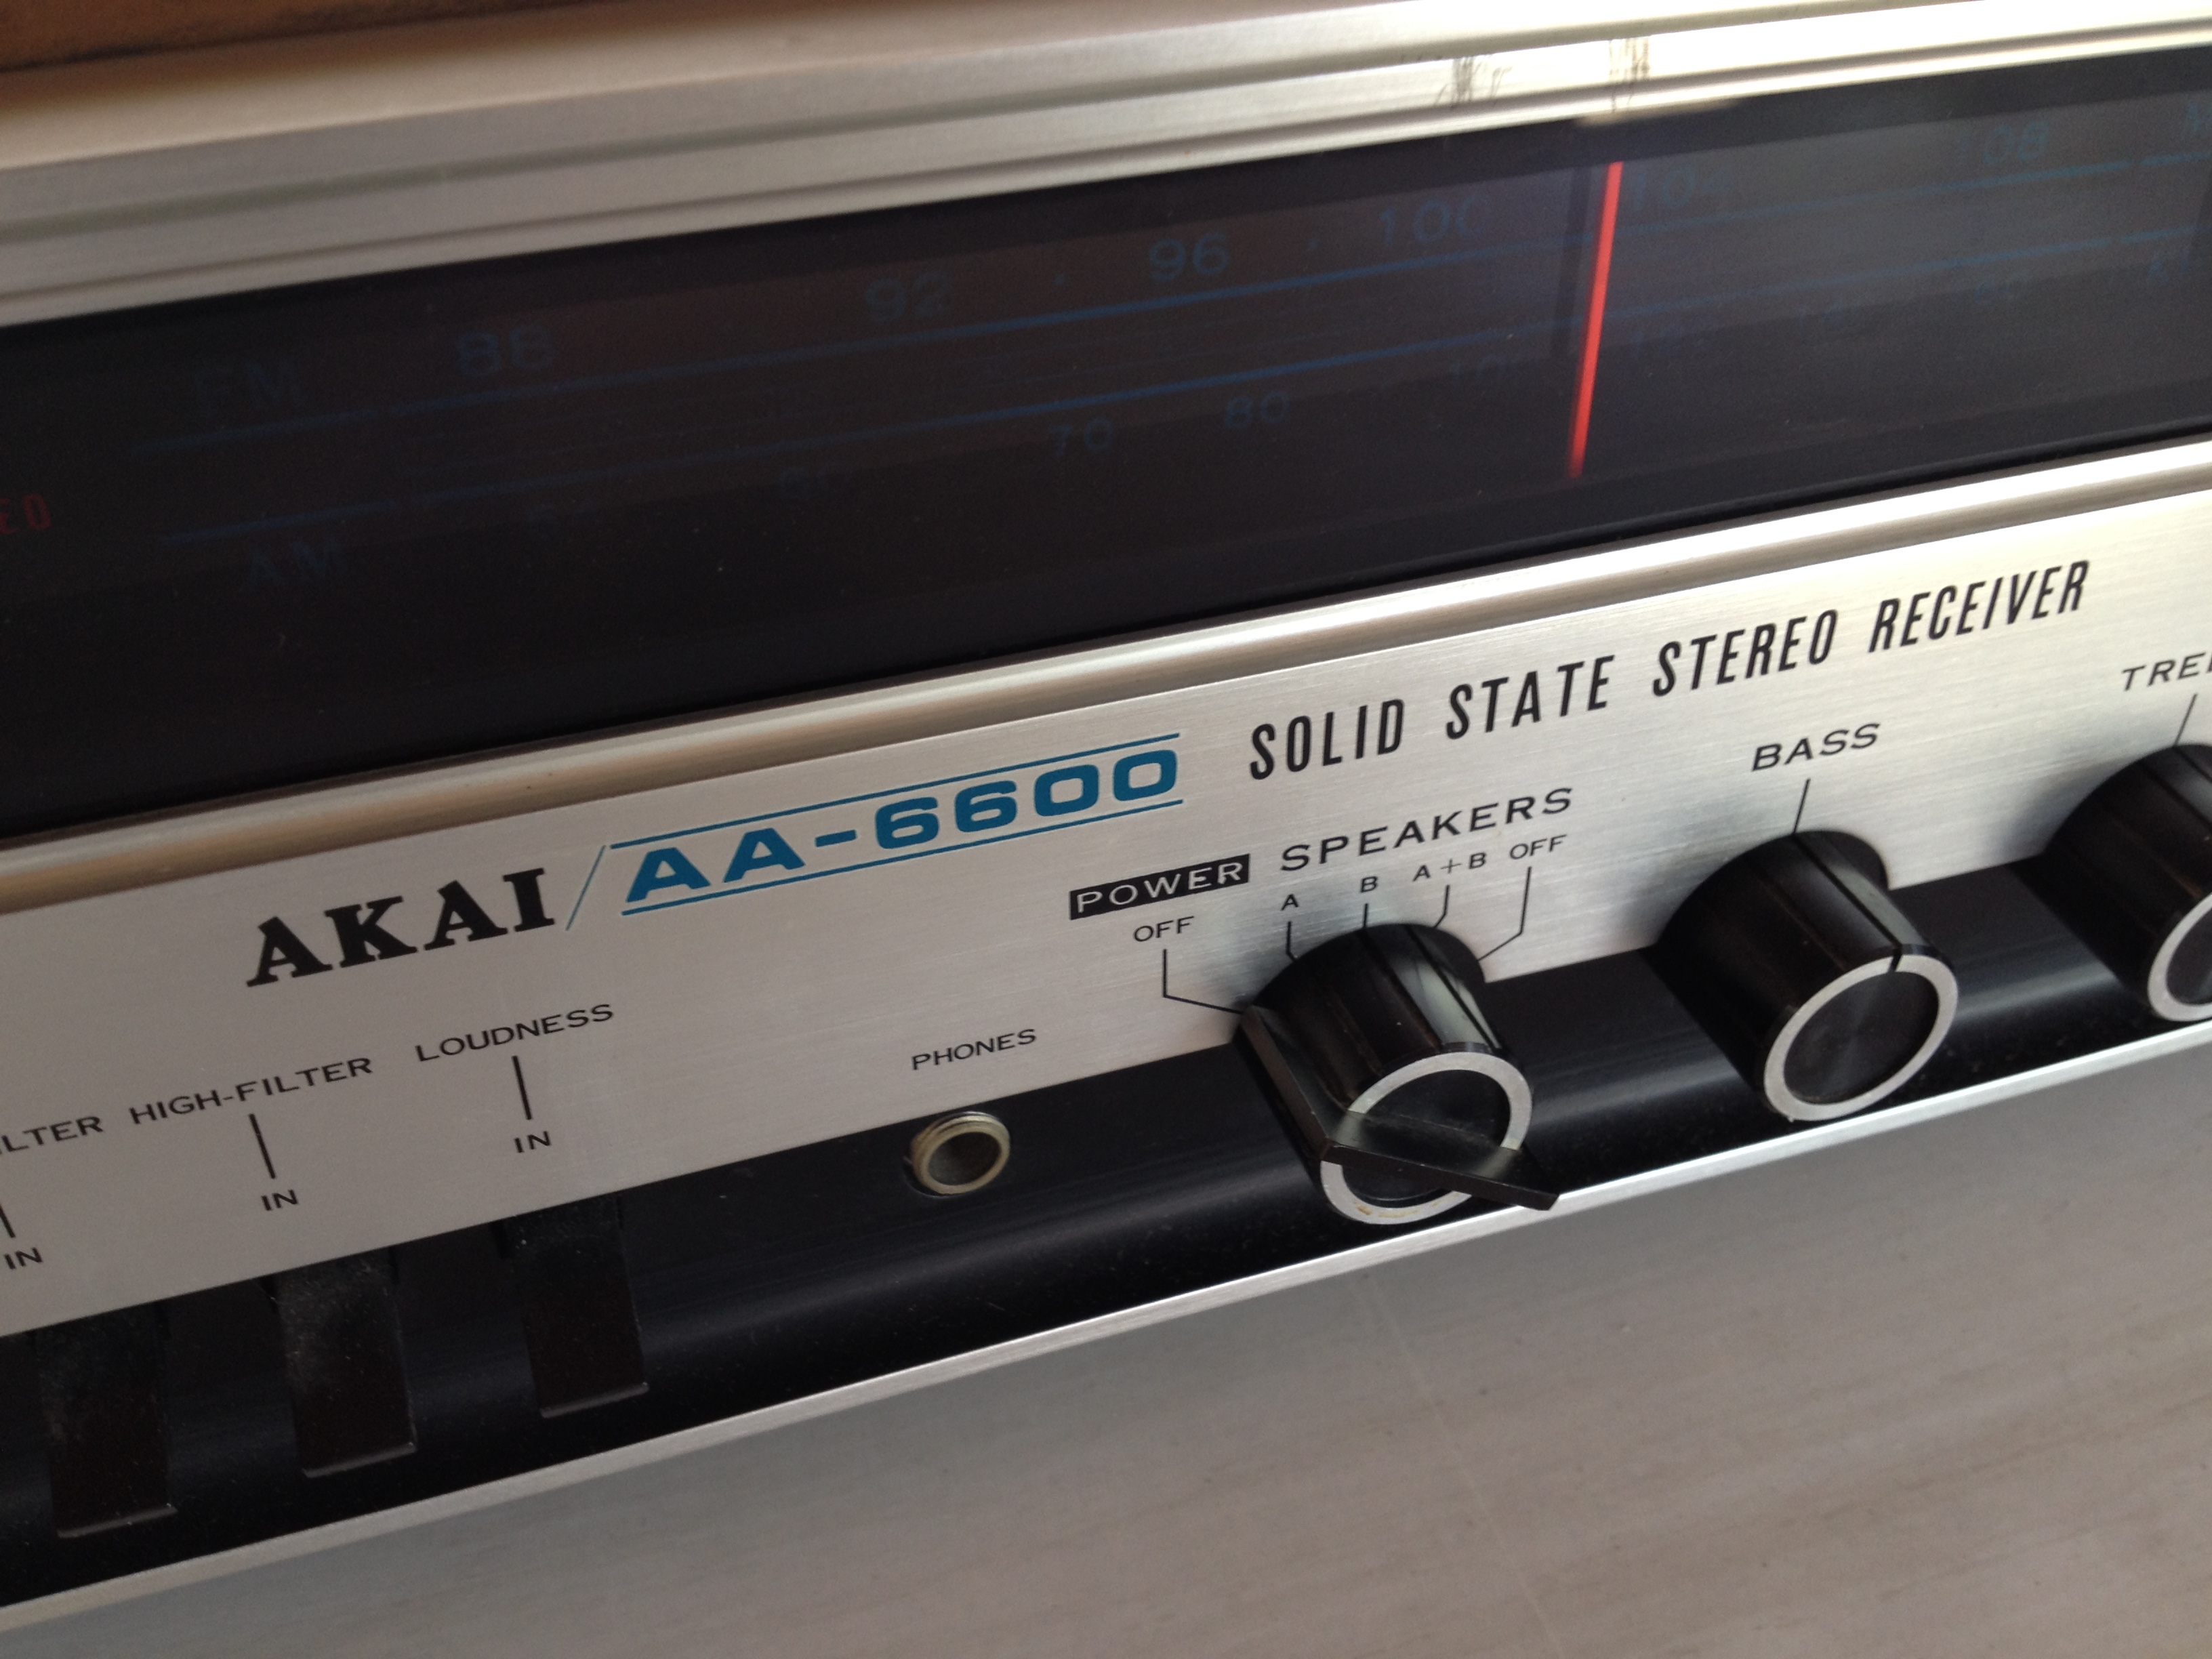 FM 88 92 96 100 104 108
70 80
AM
AKAI / AA-6600 SOLID STATE STEREO RECEIVER
POWER SPEAKERS BASS
OFF A B A+B OFF
HIGH-FILTER LOUDNESS PHONES
IN IN IN